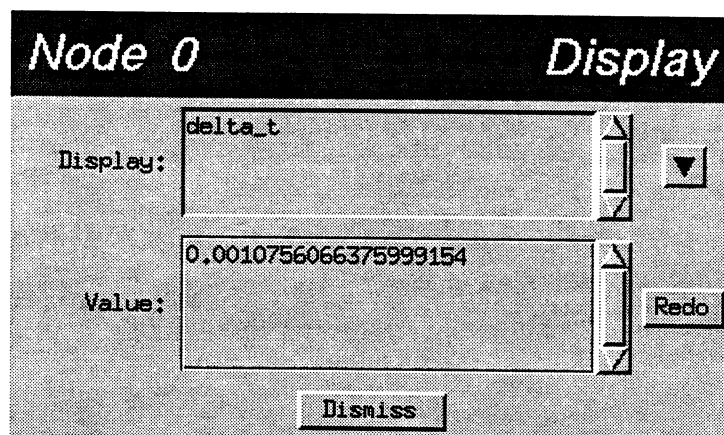 Node 0 Display
Display:
delta_t
Value:
0.0010756066375999154
Redo
Dismiss